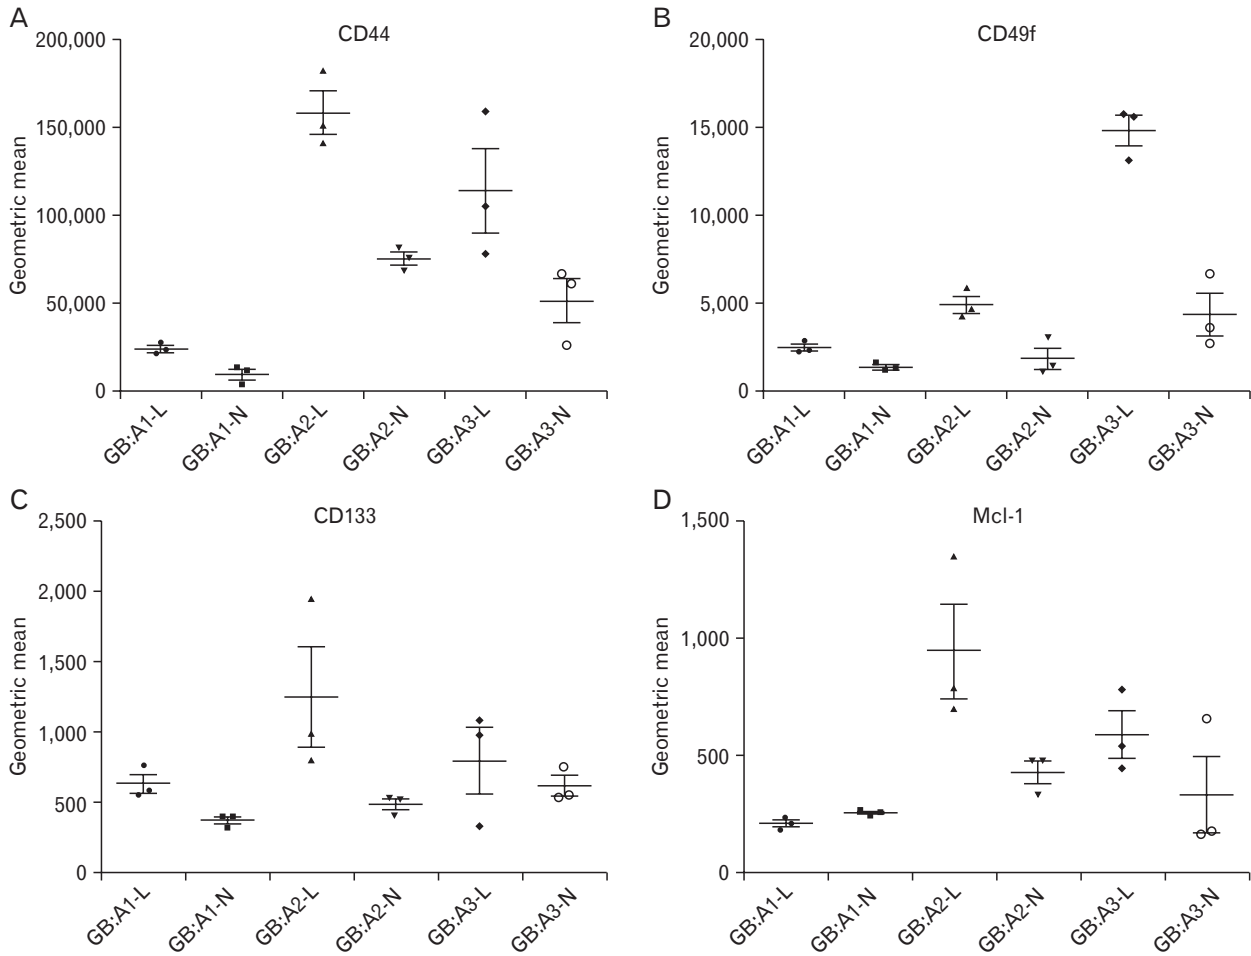 A
CD44
Geometric mean
200,000
150,000
100,000
50,000
0
GB:A1-L
GB:A1-N
GB:A2-L
GB:A2-N
GB:A3-L
GB:A3-N
B
CD49f
Geometric mean
20,000
15,000
10,000
5,000
0
GB:A1-L
GB:A1-N
GB:A2-L
GB:A2-N
GB:A3-L
GB:A3-N
C
CD133
Geometric mean
2,500
2,000
1,500
1,000
500
0
GB:A1-L
GB:A1-N
GB:A2-L
GB:A2-N
GB:A3-L
GB:A3-N
D
Mcl-1
Geometric mean
1,500
1,000
500
0
GB:A1-L
GB:A1-N
GB:A2-L
GB:A2-N
GB:A3-L
GB:A3-N